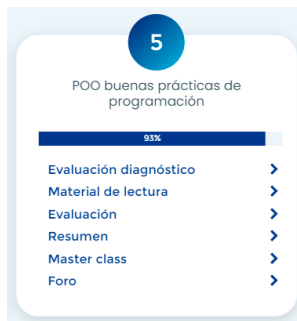 5
POO buenas prácticas de
programación
93%
Evaluación diagnóstico
Material de lectura
Evaluación
Resumen
Master class
Foro